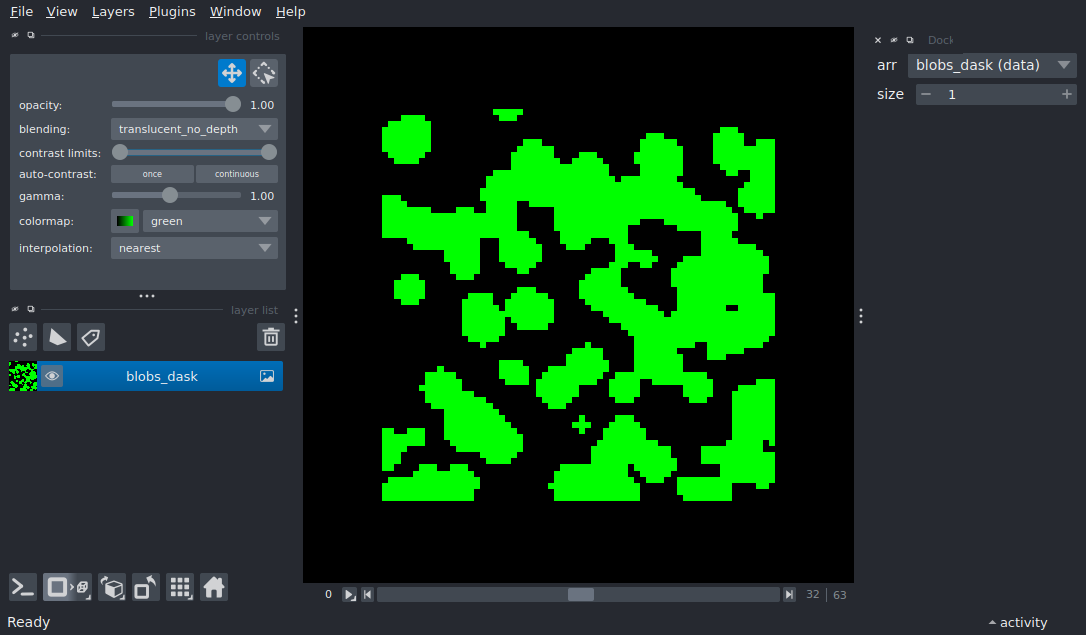 File View Layers Plugins Window Help
layer controls
opacity: 1.00
blending: translucent_no_depth
contrast limits:
auto-contrast: once continuous
gamma: 1.00
colormap: green
interpolation: nearest
layer list
blobs_dask
Dock
arr blobs_dask (data)
size 1
0 32 63
Ready
activity